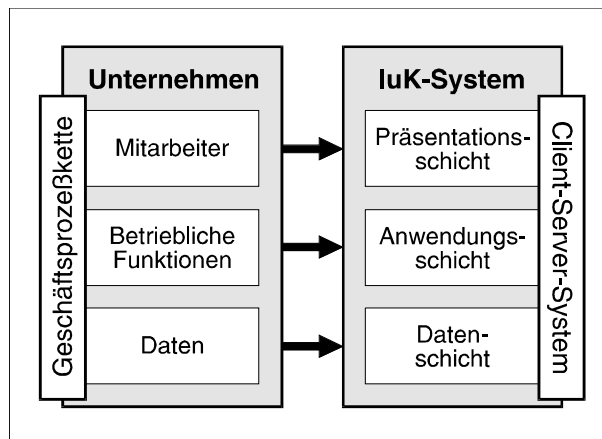 Unternehmen
IuK-System
Geschäftsprozeßkette
Mitarbeiter
Präsentations-
schicht
Betriebliche
Funktionen
Anwendungs-
schicht
Daten
Daten-
schicht
Client-Server-System